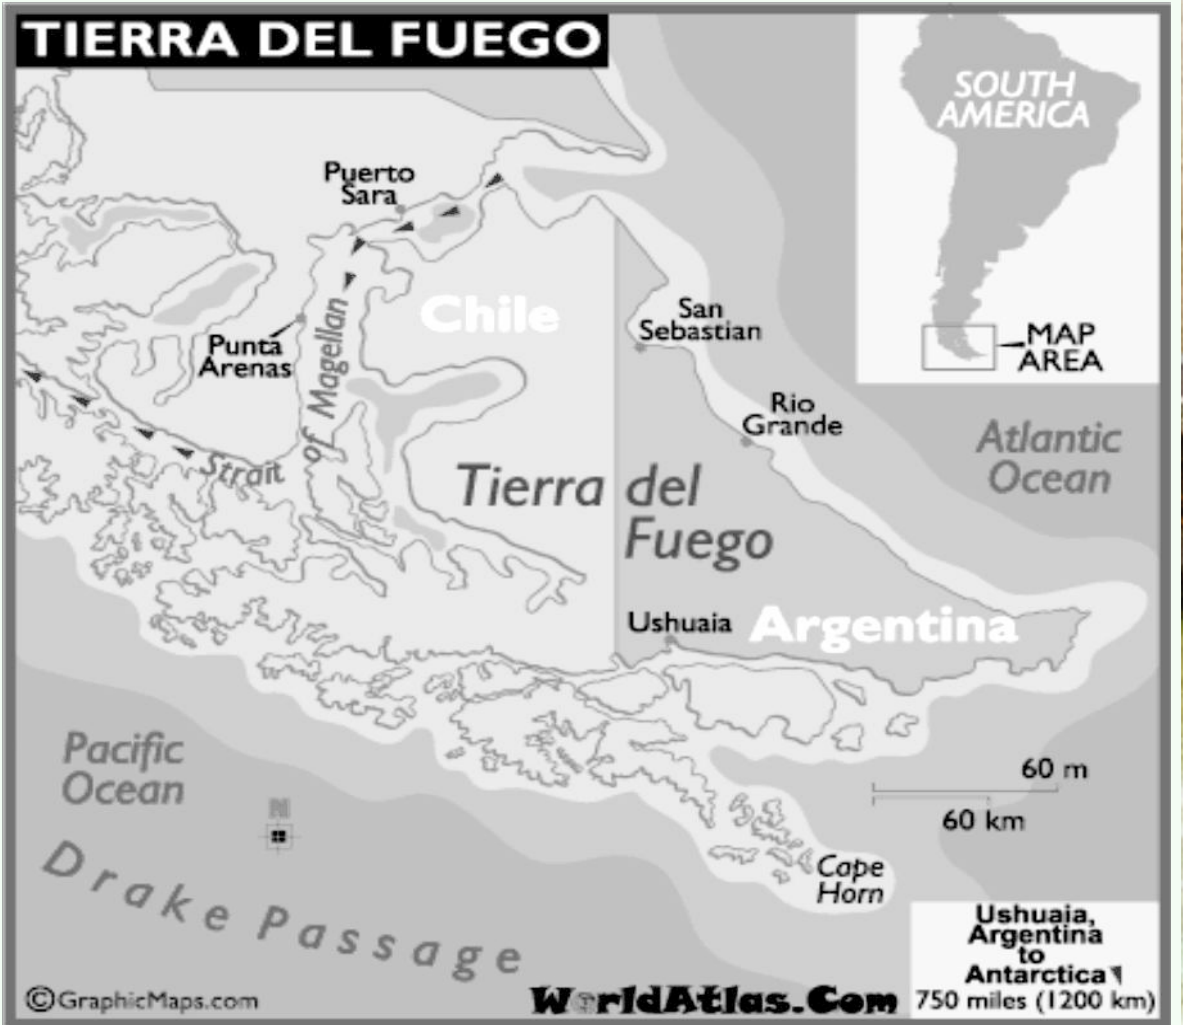 TIERRA DEL FUEGO
SOUTH
AMERICA
Puerto
Sara
Chile
San
Sebastian
MAP
AREA
Punta
Arenas
Strait of Magellan
Rio
Grande
Atlantic
Ocean
Tierra del
Fuego
Ushuaia
Argentina
Pacific
Ocean
60 m
60 km
N
Drake Passage
Cape
Horn
Ushuaia,
Argentina
to
Antarctica
750 miles (1200 km)
©GraphicMaps.com
WorldAtlas.Com